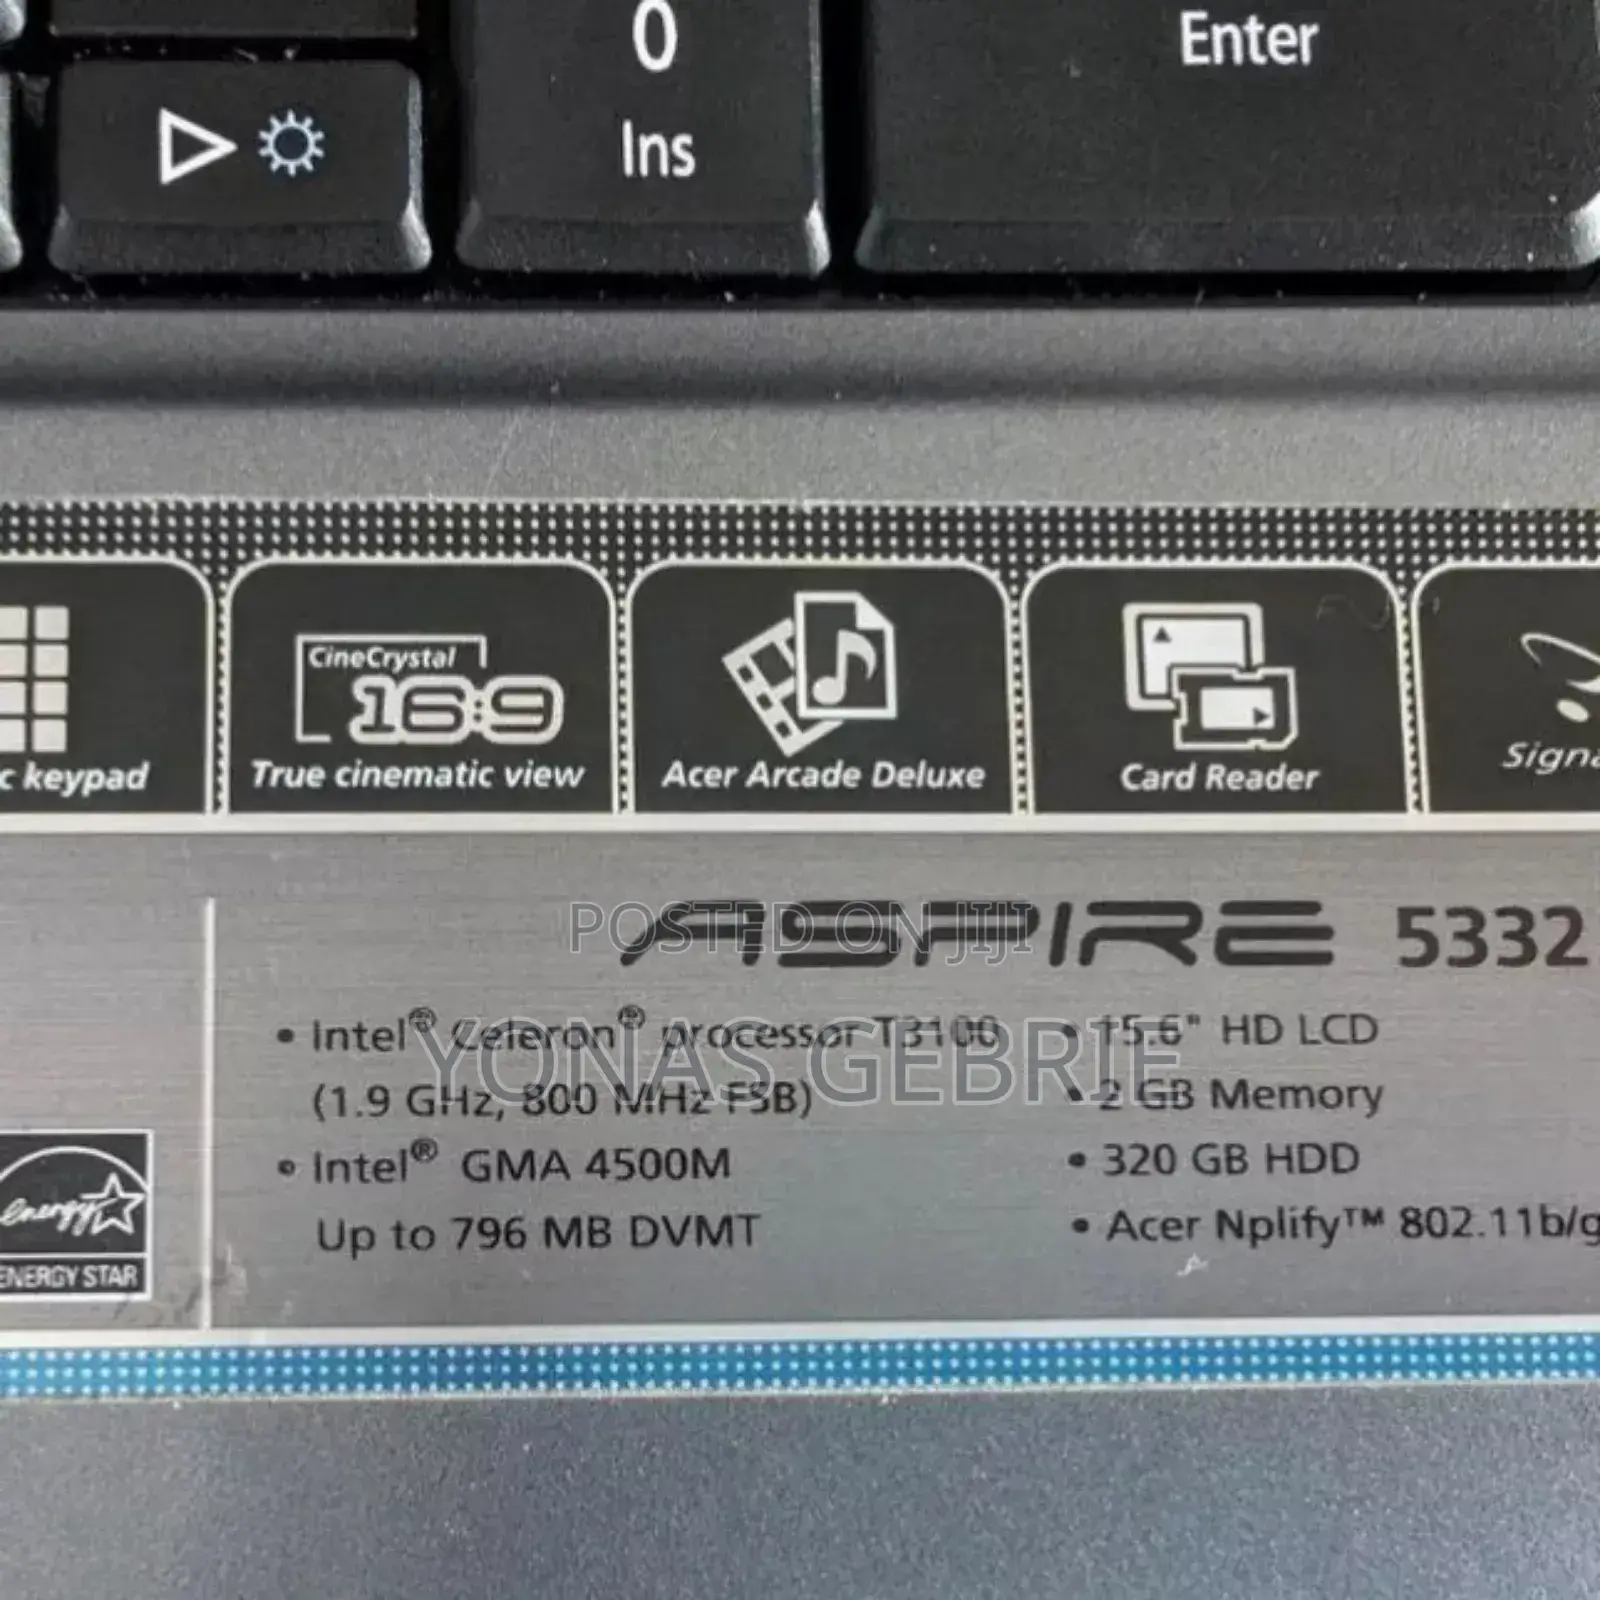 0
Ins
Enter
c keypad
CineCrystal
16:9
True cinematic view
Acer Arcade Deluxe
Card Reader
Signa
POSTED ON JIJI
ASPIRE 5332
YONAS GEBRIE
• Intel® Celeron® processor T3100
(1.9 GHz, 800 MHz FSB)
• Intel® GMA 4500M
Up to 796 MB DVMT
• 15.6" HD LCD
• 2 GB Memory
• 320 GB HDD
• Acer Nplify™ 802.11b/g
energy
ENERGY STAR